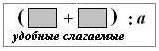 ( + ) : a
удобные слагаемые